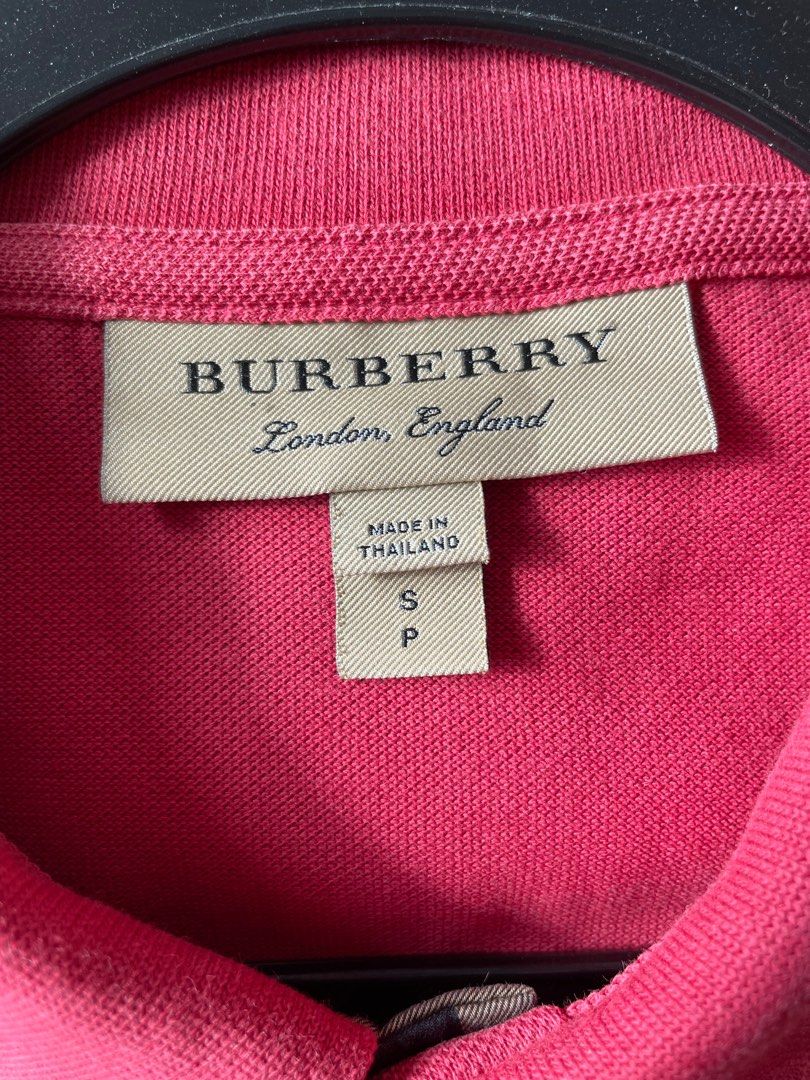 BURBERRY
London, England
MADE IN
THAILAND
S
P